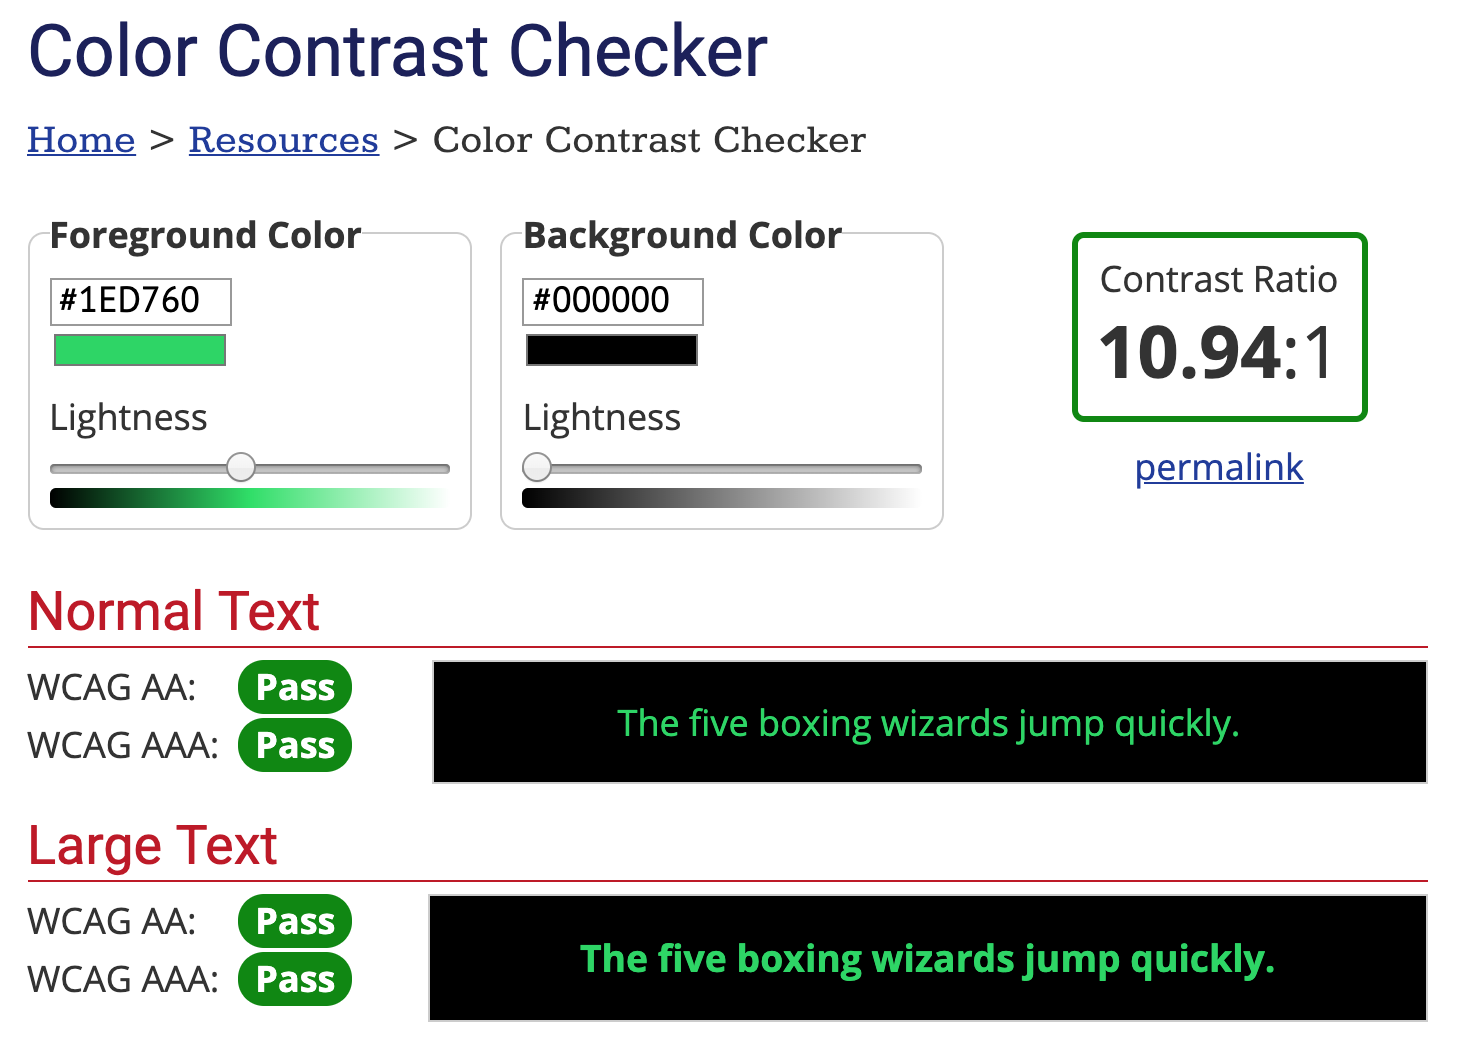 Color Contrast Checker
Home > Resources > Color Contrast Checker
Foreground Color
#1ED760
Lightness
Background Color
#000000
Lightness
Contrast Ratio
10.94:1
permalink
Normal Text
WCAG AA: Pass
WCAG AAA: Pass
The five boxing wizards jump quickly.
Large Text
WCAG AA: Pass
WCAG AAA: Pass
The five boxing wizards jump quickly.